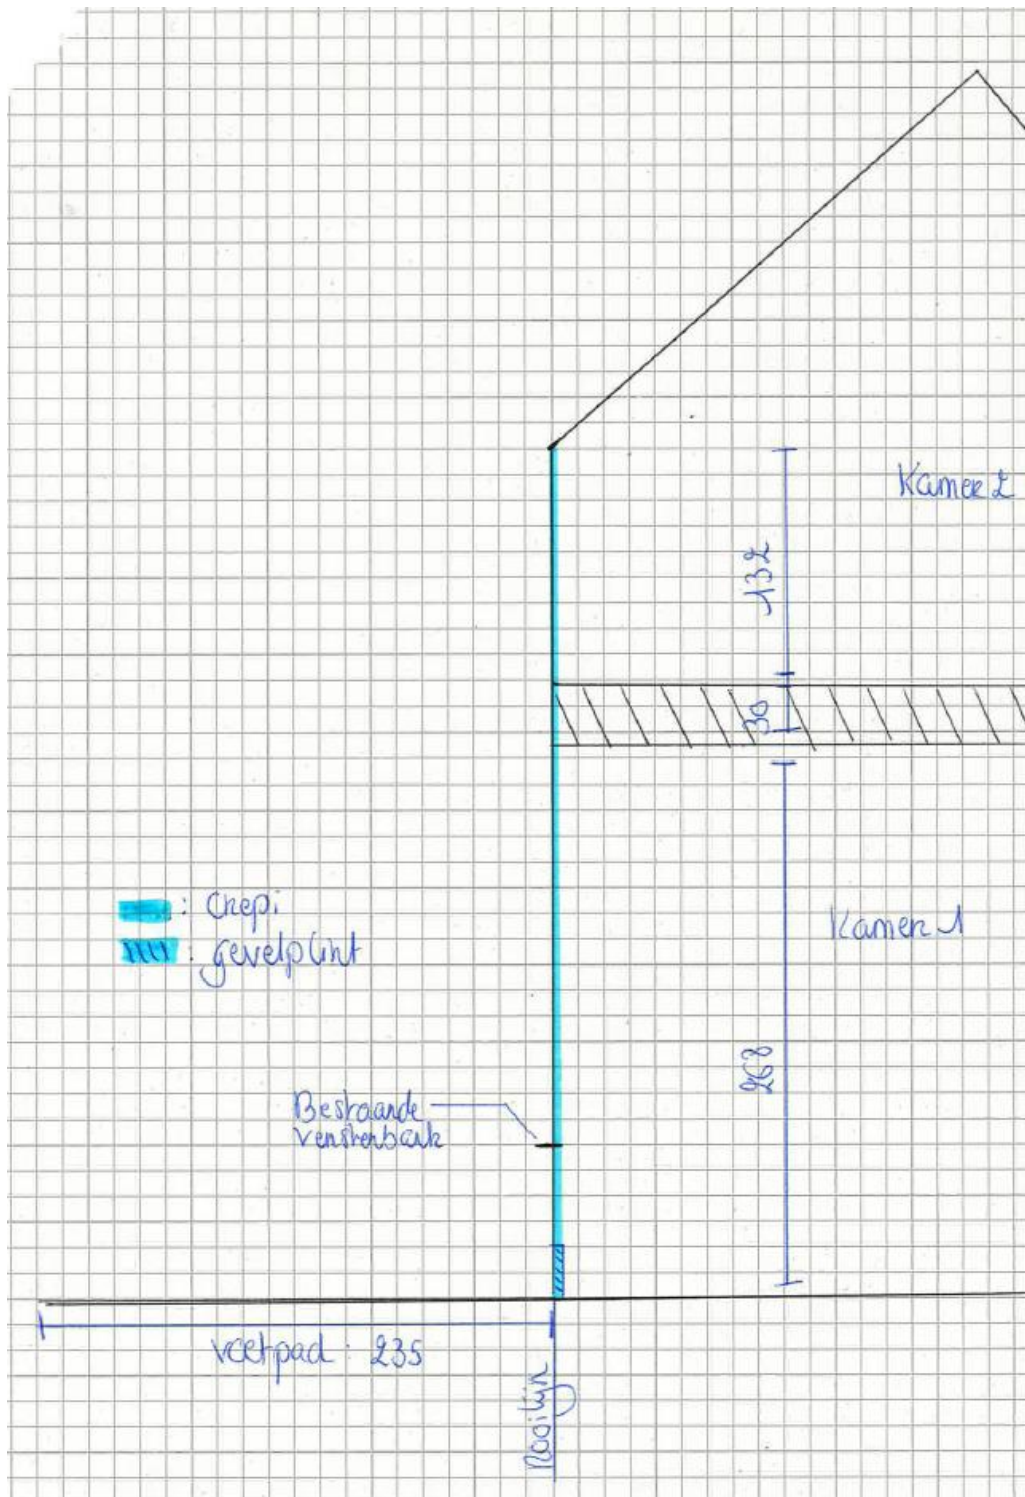 Kamer 2
132
30
: Crepi
: gevelplint
Kamer 1
268
Bestaande
vensterbank
voetpad : 235
Rooilijn